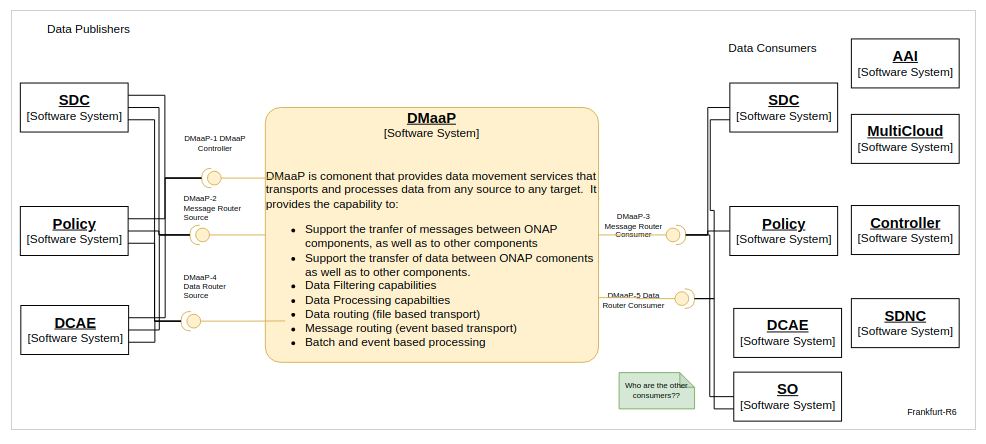 Data Publishers
Data Consumers
SDC
[Software System]
Policy
[Software System]
DCAE
[Software System]
DMaaP-1 DMaaP
Controller
DMaaP-2
Message Router
Source
DMaaP-4
Data Router
Source
DMaaP
[Software System]
DMaaP is comonent that provides data movement services that
transports and processes data from any source to any target.  It
provides the capability to:
• Support the tranfer of messages between ONAP
components, as well as to other components
• Support the transfer of data between ONAP comonents
as well as to other components.
• Data Filtering capabilities
• Data Processing capabilties
• Data routing (file based transport)
• Message routing (event based transport)
• Batch and event based processing
DMaaP-3
Message Router
Consumer
DMaaP-5 Data
Router Consumer
Who are the other
consumers??
SDC
[Software System]
Policy
[Software System]
DCAE
[Software System]
SO
[Software System]
AAI
[Software System]
MultiCloud
[Software System]
Controller
[Software System]
SDNC
[Software System]
Frankfurt-R6